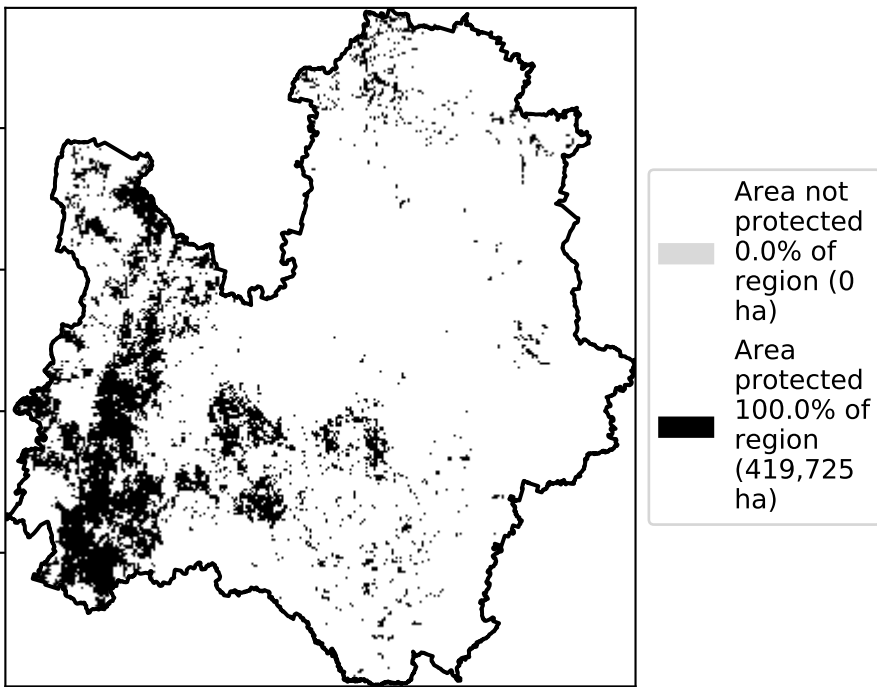 Area not
protected
0.0% of
region (0
ha)
Area
protected
100.0% of
region
(419,725
ha)